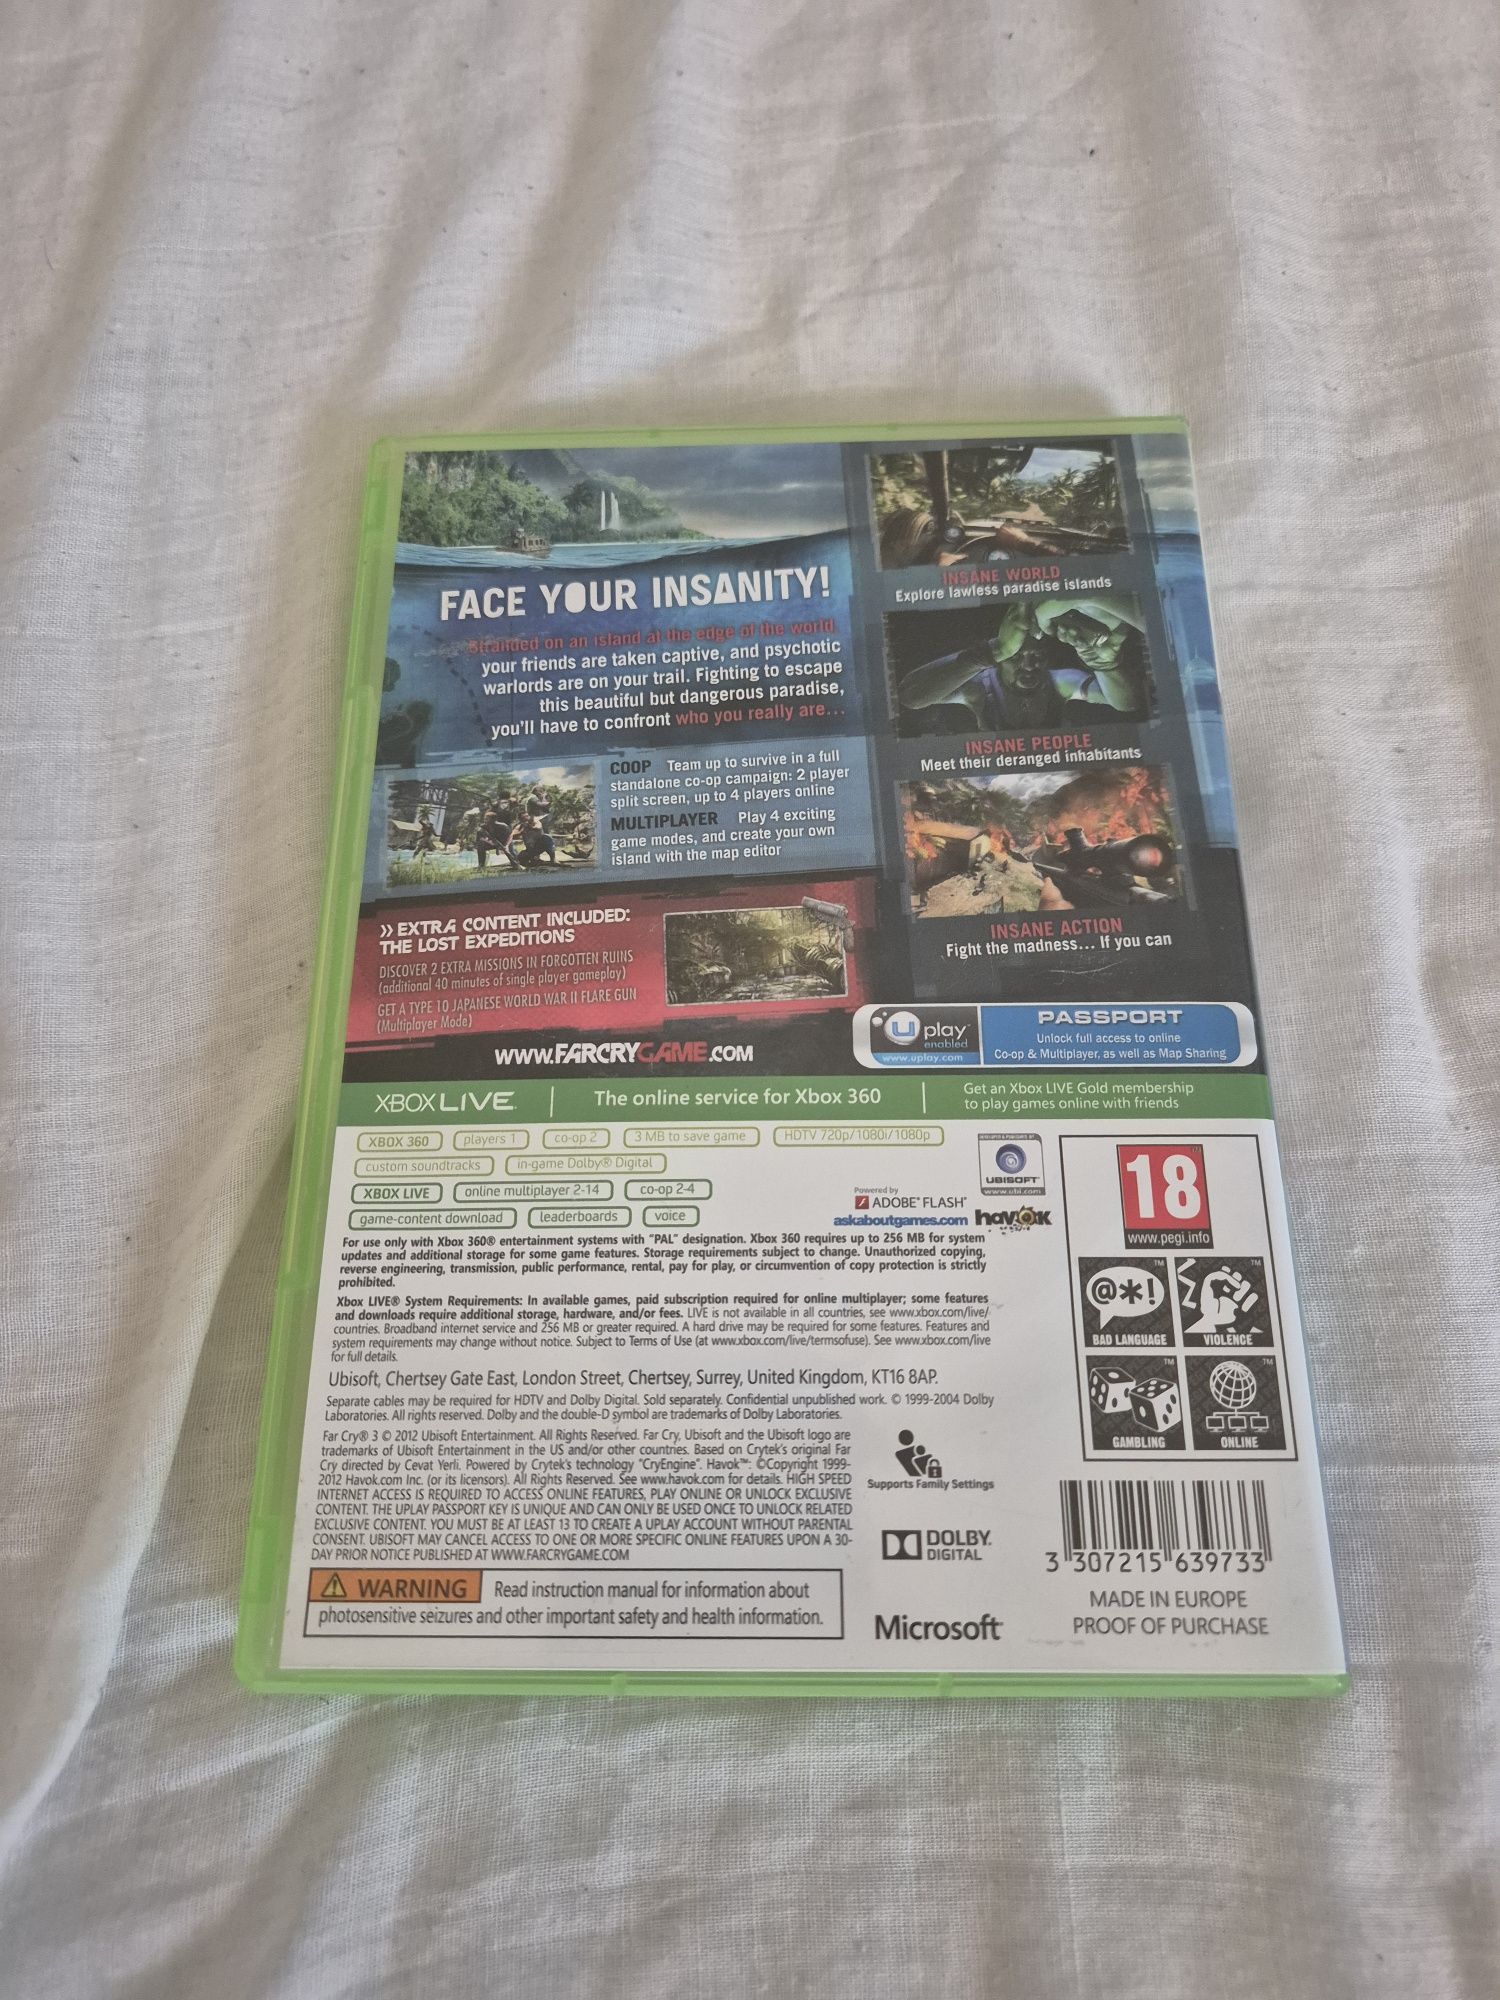 FACE YOUR INSANITY!
Stranded on an island at the edge of the world,
your friends are taken captive, and psychotic
warlords are on your trail. Fighting to escape
this beautiful but dangerous paradise,
you'll have to confront who you really are...
COOP Team up to survive in a full
standalone co-op campaign: 2 player
split screen, up to 4 players online
MULTIPLAYER Play 4 exciting
game modes, and create your own
island with the map editor
INSANE WORLD
Explore lawless paradise islands
INSANE PEOPLE
Meet their deranged inhabitants
INSANE ACTION
Fight the madness... If you can
» EXTRA CONTENT INCLUDED:
THE LOST EXPEDITIONS
DISCOVER 2 EXTRA MISSIONS IN FORGOTTEN RUINS
(additional 40 minutes of single player gameplay)
GET A TYPE 10 JAPANESE WORLD WAR II FLARE GUN
(Multiplayer Mode)
WWW.FARCRYGAME.COM
U play™
enabled
www.uplay.com
PASSPORT
Unlock full access to online
Co-op & Multiplayer, as well as Map Sharing
XBOX LIVE
The online service for Xbox 360
Get an Xbox LIVE Gold membership
to play games online with friends
XBOX 360 players 1 co-op 2 3 MB to save game HDTV 720p/1080i/1080p
custom soundtracks in-game Dolby® Digital
XBOX LIVE online multiplayer 2-14 co-op 2-4
game-content download leaderboards voice
DEVELOPED & PUBLISHED BY
UBISOFT
www.ubi.com
Powered by
ADOBE® FLASH®
askaboutgames.com
havok
18
www.pegi.info
BAD LANGUAGE
VIOLENCE
GAMBLING
ONLINE
For use only with Xbox 360® entertainment systems with "PAL" designation. Xbox 360 requires up to 256 MB for system
updates and additional storage for some game features. Storage requirements subject to change. Unauthorized copying,
reverse engineering, transmission, public performance, rental, pay for play, or circumvention of copy protection is strictly
prohibited.
Xbox LIVE® System Requirements: In available games, paid subscription required for online multiplayer; some features
and downloads require additional storage, hardware, and/or fees. LIVE is not available in all countries, see www.xbox.com/live/
countries. Broadband internet service and 256 MB or greater required. A hard drive may be required for some features. Features and
system requirements may change without notice. Subject to Terms of Use (at www.xbox.com/live/termsofuse). See www.xbox.com/live
for full details.
Ubisoft, Chertsey Gate East, London Street, Chertsey, Surrey, United Kingdom, KT16 8AP.
Separate cables may be required for HDTV and Dolby Digital. Sold separately. Confidential unpublished work. © 1999-2004 Dolby
Laboratories. All rights reserved. Dolby and the double-D symbol are trademarks of Dolby Laboratories.
Far Cry® 3 © 2012 Ubisoft Entertainment. All Rights Reserved. Far Cry, Ubisoft and the Ubisoft logo are
trademarks of Ubisoft Entertainment in the US and/or other countries. Based on Crytek's original Far
Cry directed by Cevat Yerli. Powered by Crytek's technology "CryEngine". Havok™: ©Copyright 1999-
2012 Havok.com Inc. (or its licensors). All Rights Reserved. See www.havok.com for details. HIGH SPEED
INTERNET ACCESS IS REQUIRED TO ACCESS ONLINE FEATURES, PLAY ONLINE OR UNLOCK EXCLUSIVE
CONTENT. THE UPLAY PASSPORT KEY IS UNIQUE AND CAN ONLY BE USED ONCE TO UNLOCK RELATED
EXCLUSIVE CONTENT. YOU MUST BE AT LEAST 13 TO CREATE A UPLAY ACCOUNT WITHOUT PARENTAL
CONSENT. UBISOFT MAY CANCEL ACCESS TO ONE OR MORE SPECIFIC ONLINE FEATURES UPON A 30-
DAY PRIOR NOTICE PUBLISHED AT WWW.FARCRYGAME.COM
Supports Family Settings
DOLBY
DIGITAL
WARNING Read instruction manual for information about
photosensitive seizures and other important safety and health information.
Microsoft
3 307215 639733
MADE IN EUROPE
PROOF OF PURCHASE